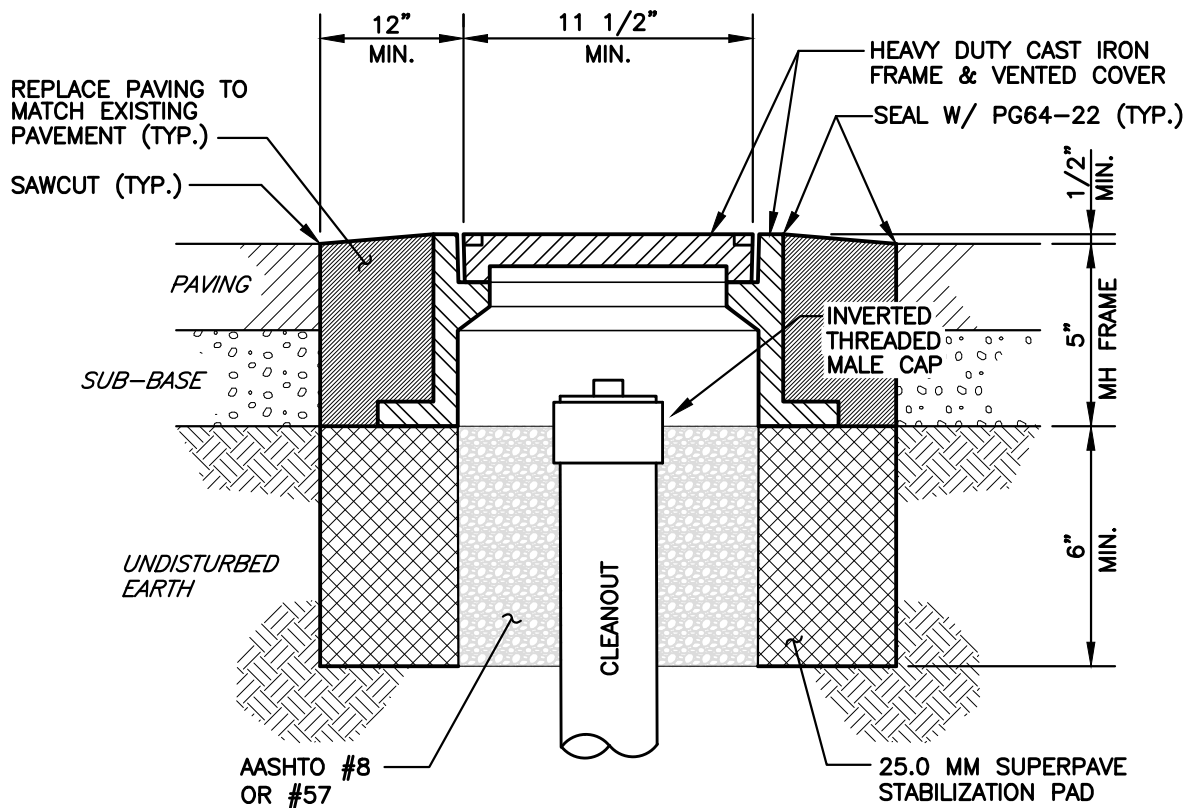 12"
MIN.
11 1/2"
MIN.
HEAVY DUTY CAST IRON
FRAME & VENTED COVER
SEAL W/ PG64-22 (TYP.)
REPLACE PAVING TO
MATCH EXISTING
PAVEMENT (TYP.)
SAWCUT (TYP.)
1/2"
MIN.
PAVING
SUB-BASE
INVERTED
THREADED
MALE CAP
5"
MH FRAME
UNDISTURBED
EARTH
6"
MIN.
CLEANOUT
AASHTO #8
OR #57
25.0 MM SUPERPAVE
STABILIZATION PAD